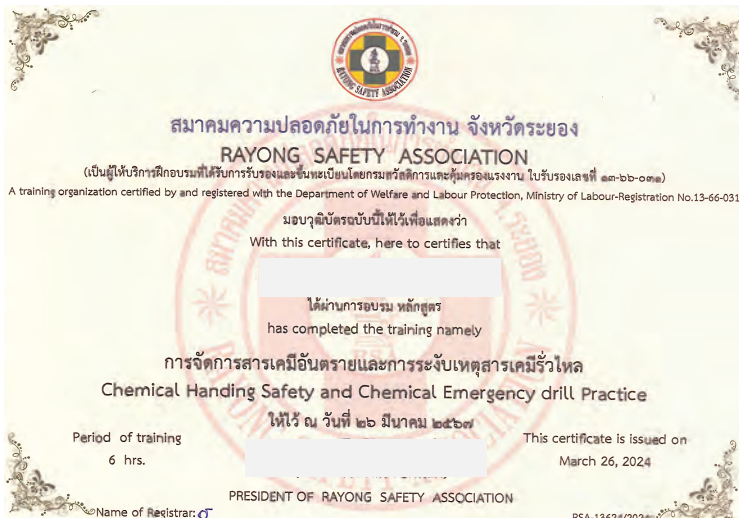 RAYONG SAFETY ASSOCIATION
สมาคมความปลอดภัยในการทำงาน จังหวัดระยอง
RAYONG SAFETY ASSOCIATION
(เป็นผู้ให้บริการฝึกอบรมที่ได้รับการรับรองและขึ้นทะเบียนโดยกรมสวัสดิการและคุ้มครองแรงงาน ใบรับรองเลขที่ ๑๓-๖๖-๐๓๑)
A training organization certified by and registered with the Department of Welfare and Labour Protection, Ministry of Labour-Registration No.13-66-031
มอบวุฒิบัตรฉบับนี้ให้ไว้เพื่อแสดงว่า
With this certificate, here to certifies that
ได้ผ่านการอบรม หลักสูตร
has completed the training namely
การจัดการสารเคมีอันตรายและการระงับเหตุสารเคมีรั่วไหล
Chemical Handing Safety and Chemical Emergency drill Practice
ให้ไว้ ณ วันที่ ๒๖ มีนาคม ๒๕๖๗
Period of training
6 hrs.
This certificate is issued on
March 26, 2024
PRESIDENT OF RAYONG SAFETY ASSOCIATION
Name of Registrar:
RSA-13624/2024